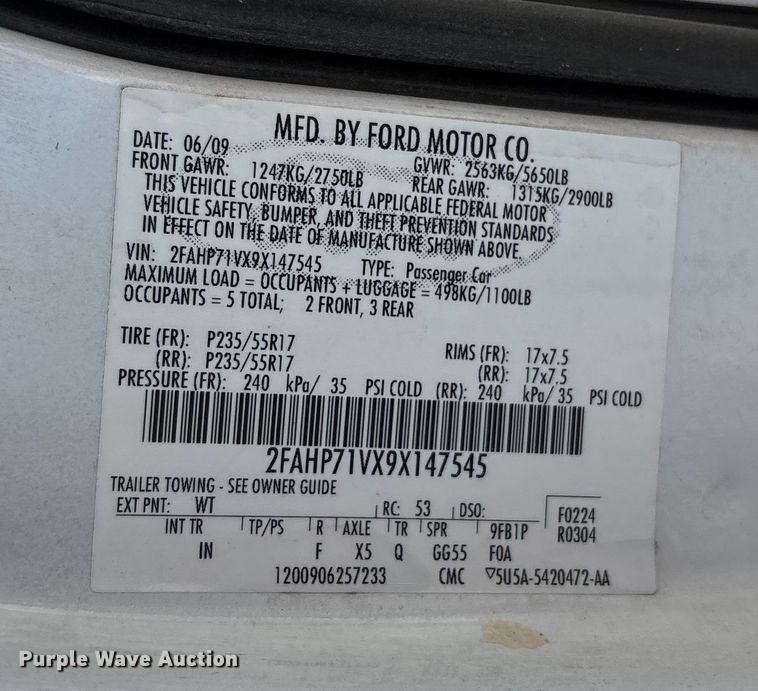 MFD. BY FORD MOTOR CO.
DATE: 06/09 GVWR: 2563KG/5650LB
FRONT GAWR: 1247KG/2750LB REAR GAWR: 1315KG/2900LB
THIS VEHICLE CONFORMS TO ALL APPLICABLE FEDERAL MOTOR
VEHICLE SAFETY, BUMPER, AND THEFT PREVENTION STANDARDS
IN EFFECT ON THE DATE OF MANUFACTURE SHOWN ABOVE
VIN: 2FAHP71VX9X147545 TYPE: Passenger Car
MAXIMUM LOAD = OCCUPANTS + LUGGAGE = 498KG/1100LB
OCCUPANTS = 5 TOTAL; 2 FRONT, 3 REAR
TIRE (FR): P235/55R17 RIMS (FR): 17x7.5
(RR): P235/55R17 (RR): 17x7.5
PRESSURE (FR): 240 kPa/ 35 PSI COLD (RR): 240 kPa/ 35 PSI COLD
2FAHP71VX9X147545
TRAILER TOWING - SEE OWNER GUIDE
EXT PNT: WT RC: 53 DSO: F0224
INT TR TP/PS R AXLE TR SPR 9FB1P R0304
IN F X5 Q GG55 FOA
1200906257233 CMC ▽5U5A-5420472-AA
Purple Wave Auction